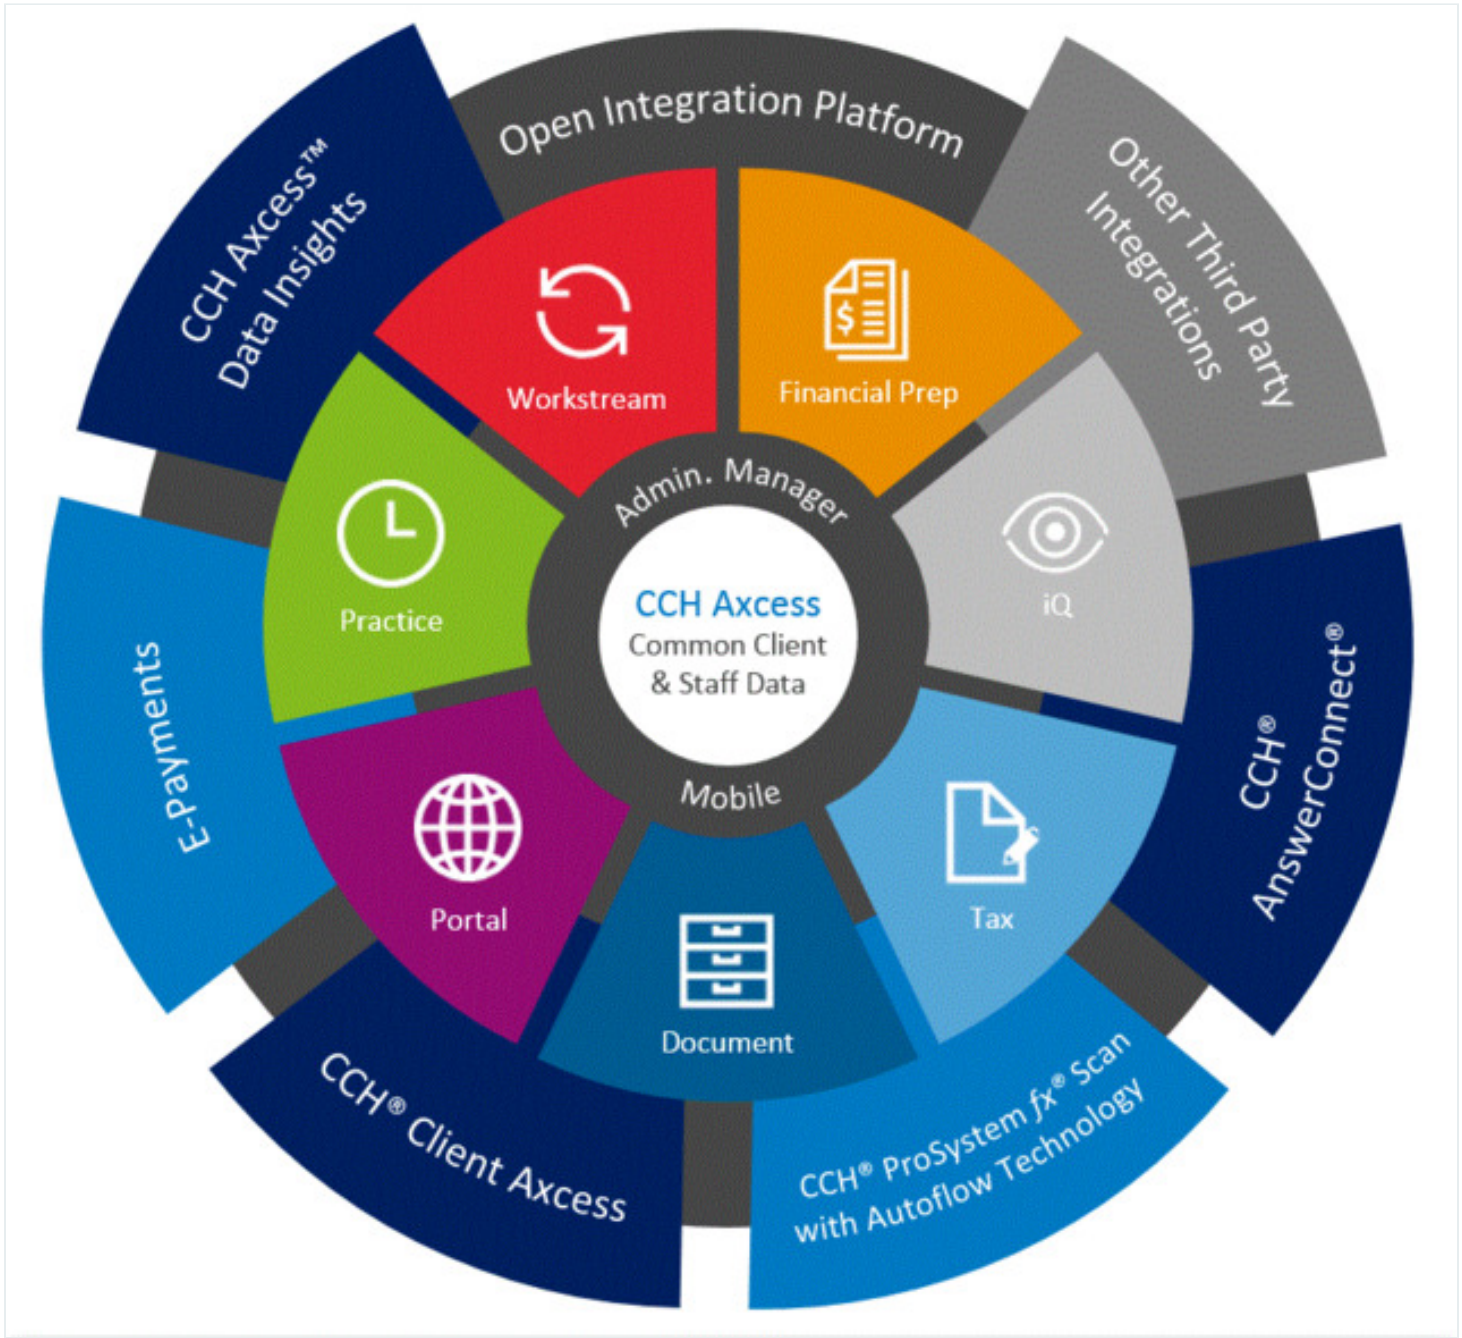 Open Integration Platform
CCH Axcess™
Data Insights
Other Third Party
Integrations
Workstream
Financial Prep
Practice
iQ
Admin. Manager
CCH Axcess
Common Client
& Staff Data
Mobile
E-Payments
CCH®
AnswerConnect®
Portal
Tax
Document
CCH® Client Axcess
CCH® ProSystem fx® Scan
with Autoflow Technology
$